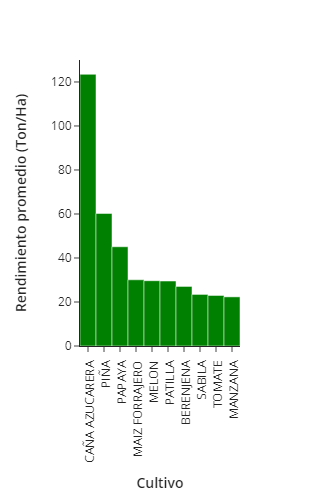 Rendimiento promedio (Ton/Ha)
120
100
80
60
40
20
0
CAÑA AZUCARERA
PIÑA
PAPAYA
MAIZ FORRAJERO
MELON
PATILLA
BERENJENA
SABILA
TOMATE
MANZANA
Cultivo